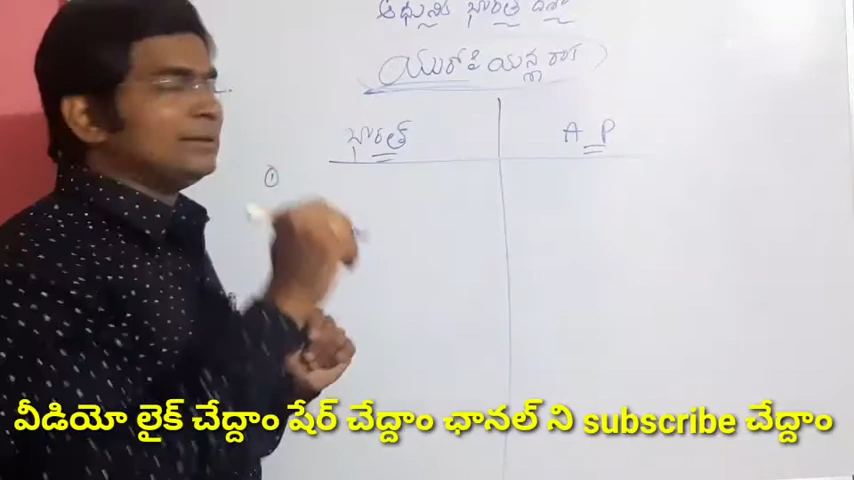 ఆధునిక భారత దేశం
యురోపియన్ల రాక
భారత్ A P
①
వీడియో లైక్ చేద్దాం షేర్ చేద్దాం ఛానల్ ని subscribe చేద్దాం